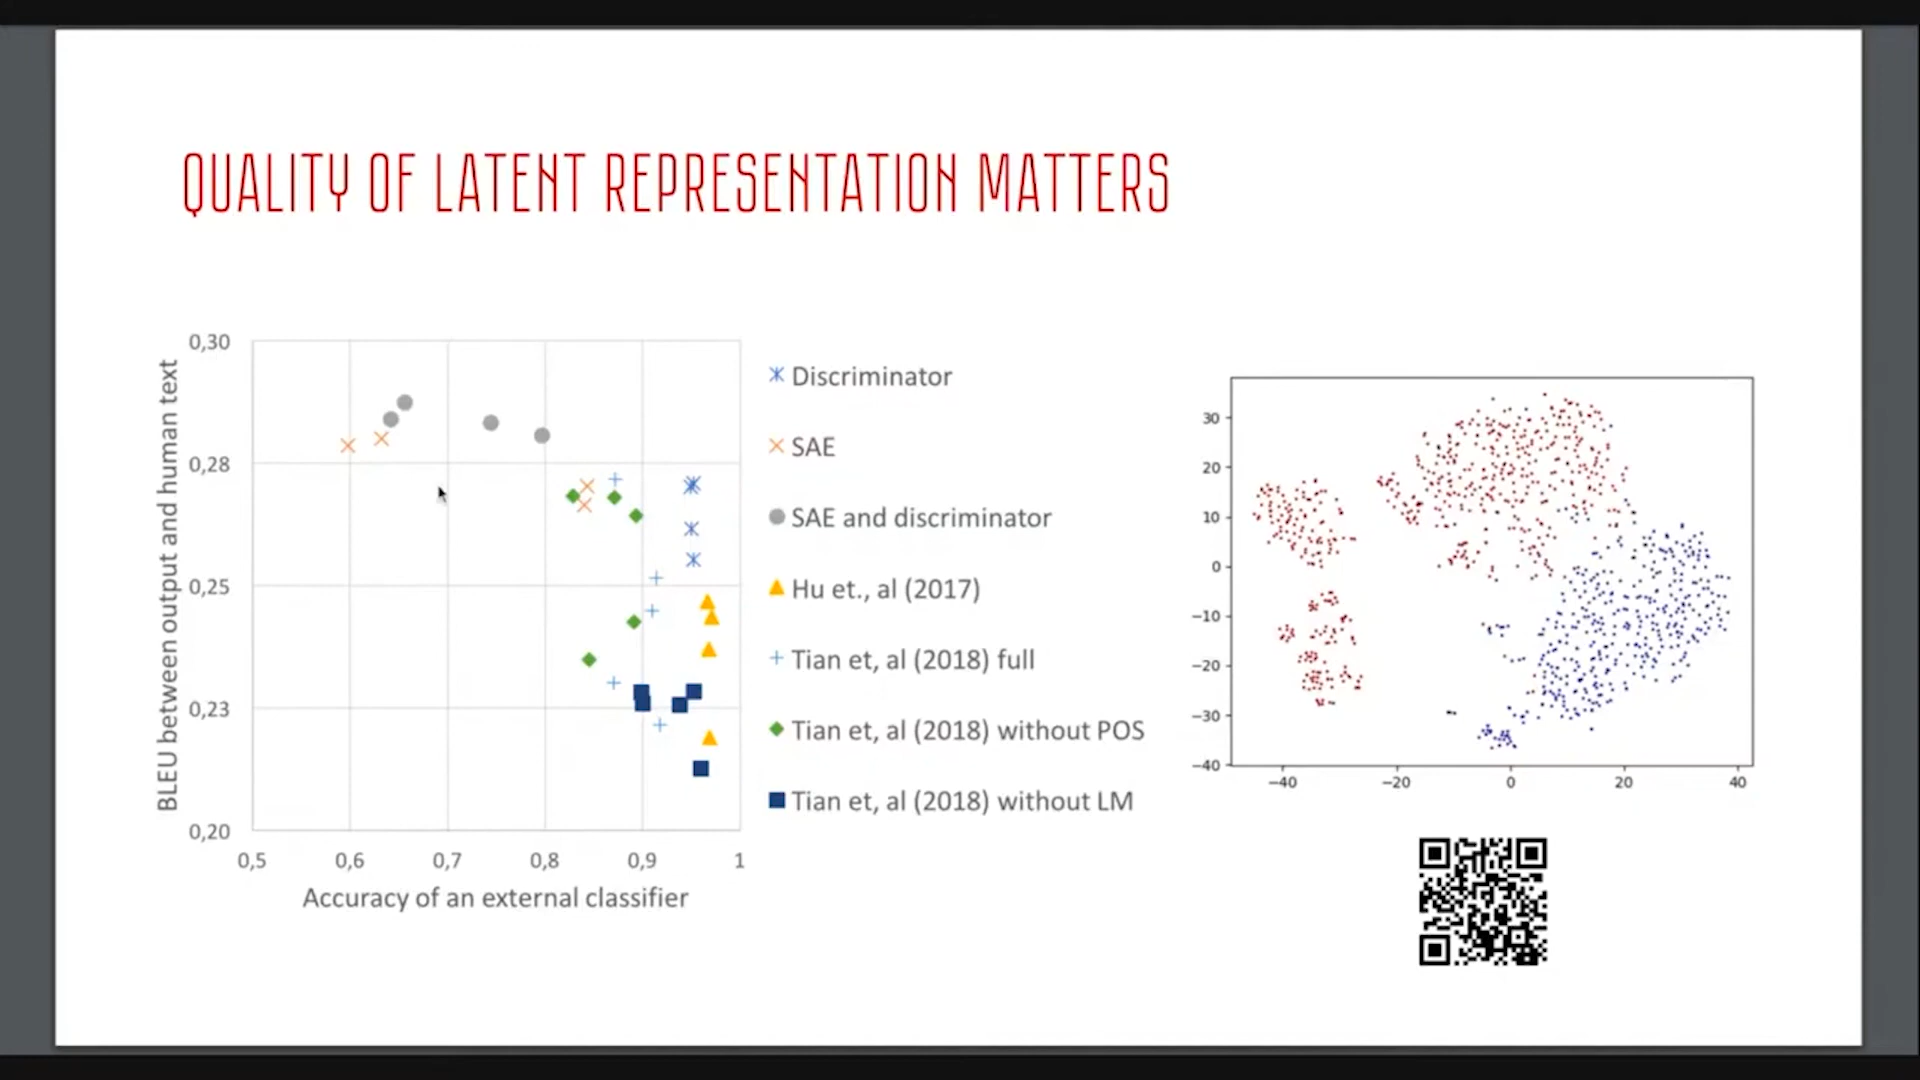 QUALITY OF LATENT REPRESENTATION MATTERS
BLEU between output and human text
0,30
0,28
0,25
0,23
0,20
0,5 0,6 0,7 0,8 0,9 1
Accuracy of an external classifier
Discriminator
SAE
SAE and discriminator
Hu et., al (2017)
Tian et, al (2018) full
Tian et, al (2018) without POS
Tian et, al (2018) without LM
30
20
10
0
−10
−20
−30
−40
−40 −20 0 20 40